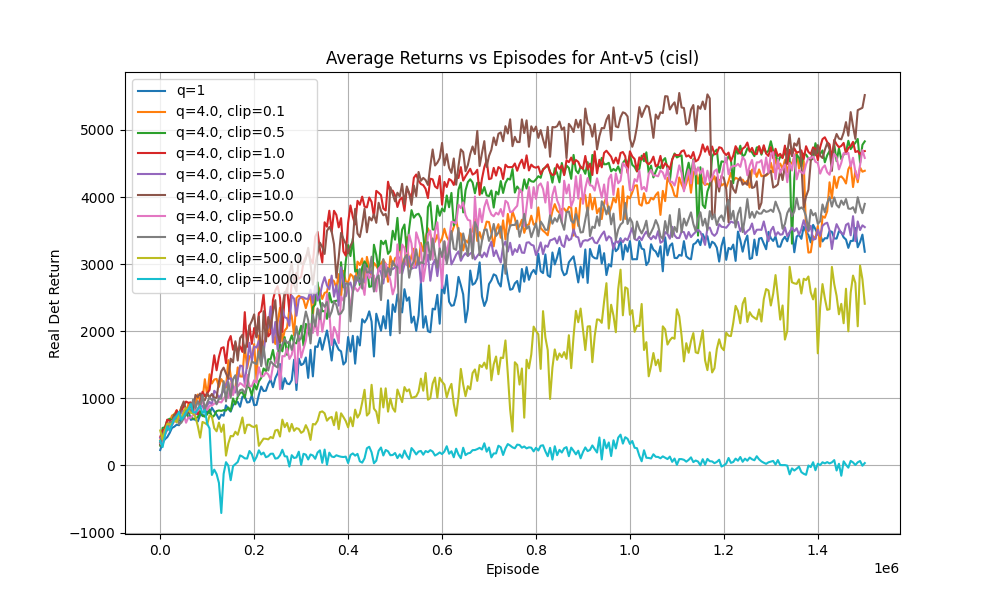 Average Returns vs Episodes for Ant-v5 (cisl)
q=1
q=4.0, clip=0.1
q=4.0, clip=0.5
q=4.0, clip=1.0
q=4.0, clip=5.0
q=4.0, clip=10.0
q=4.0, clip=50.0
q=4.0, clip=100.0
q=4.0, clip=500.0
q=4.0, clip=1000.0
Real Det Return
5000
4000
3000
2000
1000
0
−1000
0.0 0.2 0.4 0.6 0.8 1.0 1.2 1.4
1e6
Episode